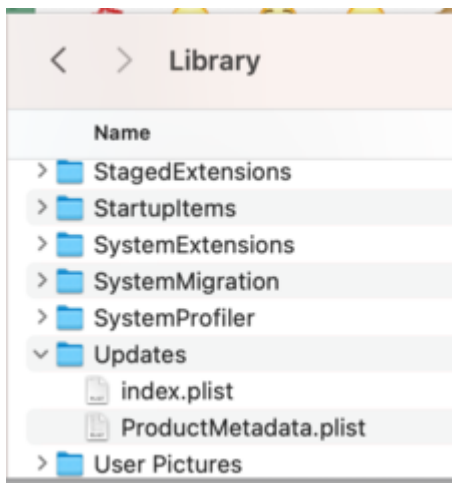 Library
Name
StagedExtensions
StartupItems
SystemExtensions
SystemMigration
SystemProfiler
Updates
index.plist
ProductMetadata.plist
User Pictures